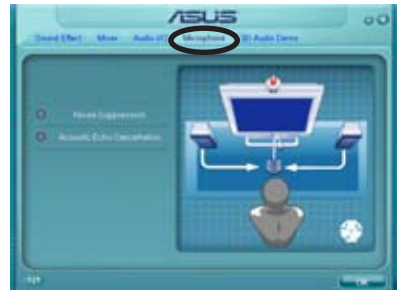 ASUS
Sound Effect Mixer Audio I/O Microphone 3D Audio Demo
Noise Suppression
Acoustic Echo Cancellation
OK